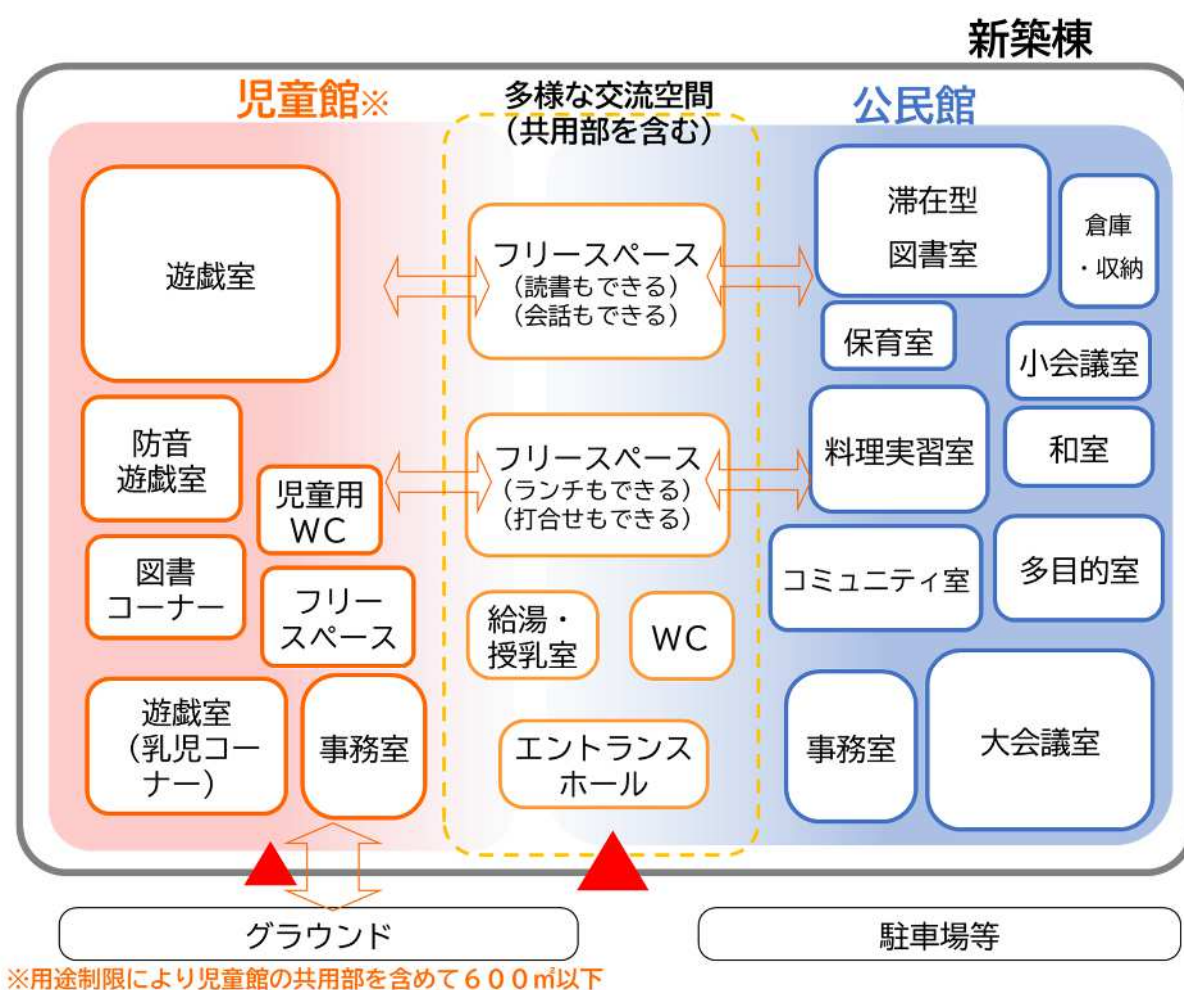 新築棟
児童館※
多様な交流空間
（共用部を含む）
公民館
遊戯室
防音
遊戯室
児童用
ＷＣ
図書
コーナー
フリー
スペース
遊戯室
（乳児コー
ナー）
事務室
フリースペース
（読書もできる）
（会話もできる）
フリースペース
（ランチもできる）
（打合せもできる）
給湯・
授乳室
ＷＣ
エントランス
ホール
滞在型
図書室
倉庫
・収納
保育室
小会議室
料理実習室
和室
コミュニティ室
多目的室
事務室
大会議室
グラウンド
駐車場等
※用途制限により児童館の共用部を含めて６００㎡以下